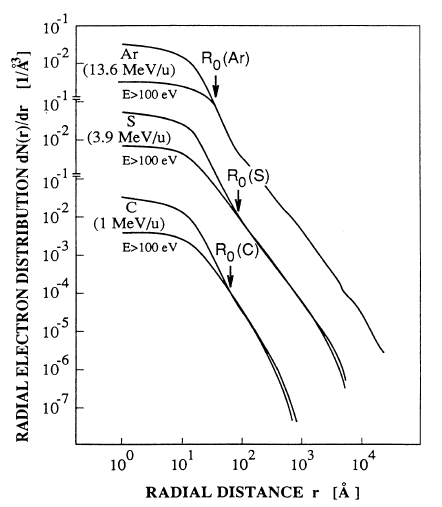 RADIAL ELECTRON DISTRIBUTION dN(r)/dr [1/Å³]
10⁻¹
10⁻²
10⁻¹
10⁻²
10⁻¹
10⁻²
10⁻³
10⁻⁴
10⁻⁵
10⁻⁶
10⁻⁷
Ar
(13.6 MeV/u)
E>100 eV
R₀(Ar)
S
(3.9 MeV/u)
E>100 eV
R₀(S)
C
(1 MeV/u)
E>100 eV
R₀(C)
10⁰ 10¹ 10² 10³ 10⁴
RADIAL DISTANCE r [Å]